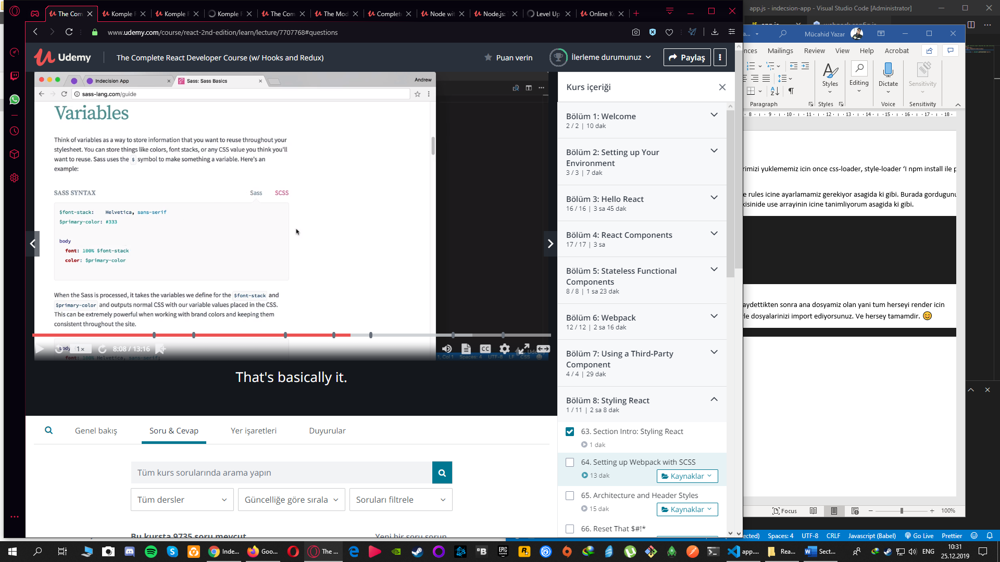 The Com
Komple
Komple
Komple
The Com
The Mod
Complet
Node wit
Node.js:
Level Up
Online K
www.udemy.com/course/react-2nd-edition/learn/lecture/7707768#questions
Udemy
The Complete React Developer Course (w/ Hooks and Redux)
Puan verin
İlerleme durumunuz
Paylaş
Indecision App
Sass: Sass Basics
Andrew
sass-lang.com/guide
Variables
Think of variables as a way to store information that you want to reuse throughout your
stylesheet. You can store things like colors, font stacks, or any CSS value you think you'll
want to reuse. Sass uses the $ symbol to make something a variable. Here's an
example:
SASS SYNTAX
Sass
SCSS
$font-stack: Helvetica, sans-serif
$primary-color: #333
body
font: 100% $font-stack
color: $primary-color
When the Sass is processed, it takes the variables we define for the $font-stack and
$primary-color and outputs normal CSS with our variable values placed in the CSS.
This can be extremely powerful when working with brand colors and keeping them
consistent throughout the site.
body {
font: 100% Helvetica, sans-serif;
1x
8:08 / 13:16
CC
Spaces: 4 UTF-8 LF CSS
That's basically it.
Kurs içeriği
Bölüm 1: Welcome
2 / 2 | 10 dak
Bölüm 2: Setting up Your
Environment
3 / 3 | 7 dak
Bölüm 3: Hello React
16 / 16 | 3 sa 45 dak
Bölüm 4: React Components
17 / 17 | 3 sa
Bölüm 5: Stateless Functional
Components
8 / 8 | 1 sa 23 dak
Bölüm 6: Webpack
12 / 12 | 2 sa 16 dak
Bölüm 7: Using a Third-Party
Component
4 / 4 | 29 dak
Bölüm 8: Styling React
1 / 11 | 2 sa 8 dak
63. Section Intro: Styling React
1 dak
64. Setting up Webpack with SCSS
13 dak
Kaynaklar
65. Architecture and Header Styles
15 dak
Kaynaklar
66. Reset That $#!*
Genel bakış
Soru & Cevap
Yer işaretleri
Duyurular
Tüm kurs sorularında arama yapın
Tüm dersler
Güncelliğe göre sırala
Soruları filtrele
Bu kursta 9735 soru mevcut
Yeni bir soru sorun
app.js - indecsion-app - Visual Studio Code [Administrator]
Mücahid Yazar
nces
Mailings
Review
View
Help
Acrobat
Styles
Editing
Dictate
Sensitivity
Paragraph
Styles
Voice
Sensitivity
8 9 10 11 12 13 14 15 16 17 18
rimizi yuklememiz icin once css-loader, style-loader ‘I npm install ile p
e rules icine ayarlamamiz gerekiyor asagida ki gibi. Burada gordugunu
kisinide use arrayinin icine tanimliyorum asagida ki gibi.
aydettikten sonra ana dosyamiz olan yani tum herseyi render icin
le dosyalarinizi import ediyorsunuz. Ve hersey tamamdir. 😊
Focus
100%
ected)
Spaces: 4
UTF-8
CRLF
Javascript (Babel)
Go Live
Prettier
Inde...
Goo...
The ...
app....
Rea...
Sect...
ENG
10:31
25.12.2019